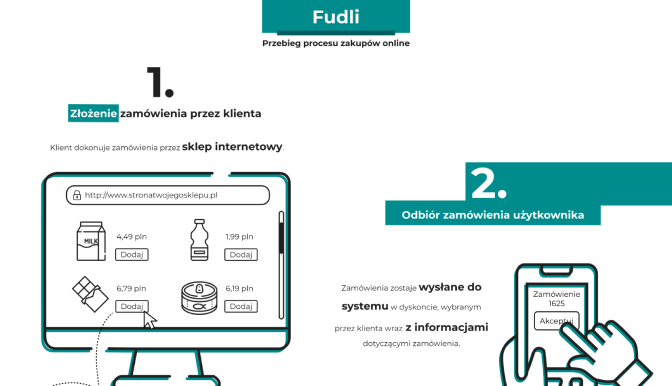 Fudli
Przebieg procesu zakupów online
1.
Złożenie zamówienia przez klienta
Klient dokonuje zamówienia przez sklep internetowy.
http://www.stronatwojegosklepu.pl
MILK
4,49 pln
Dodaj
1,99 pln
Dodaj
6,79 pln
Dodaj
6,19 pln
Dodaj
2.
Odbiór zamówienia użytkownika
Zamówienia zostaje wysłane do
systemu w dyskoncie, wybranym
przez klienta wraz z informacjami
dotyczącymi zamówienia.
Zamówienie
1625
Akceptuj